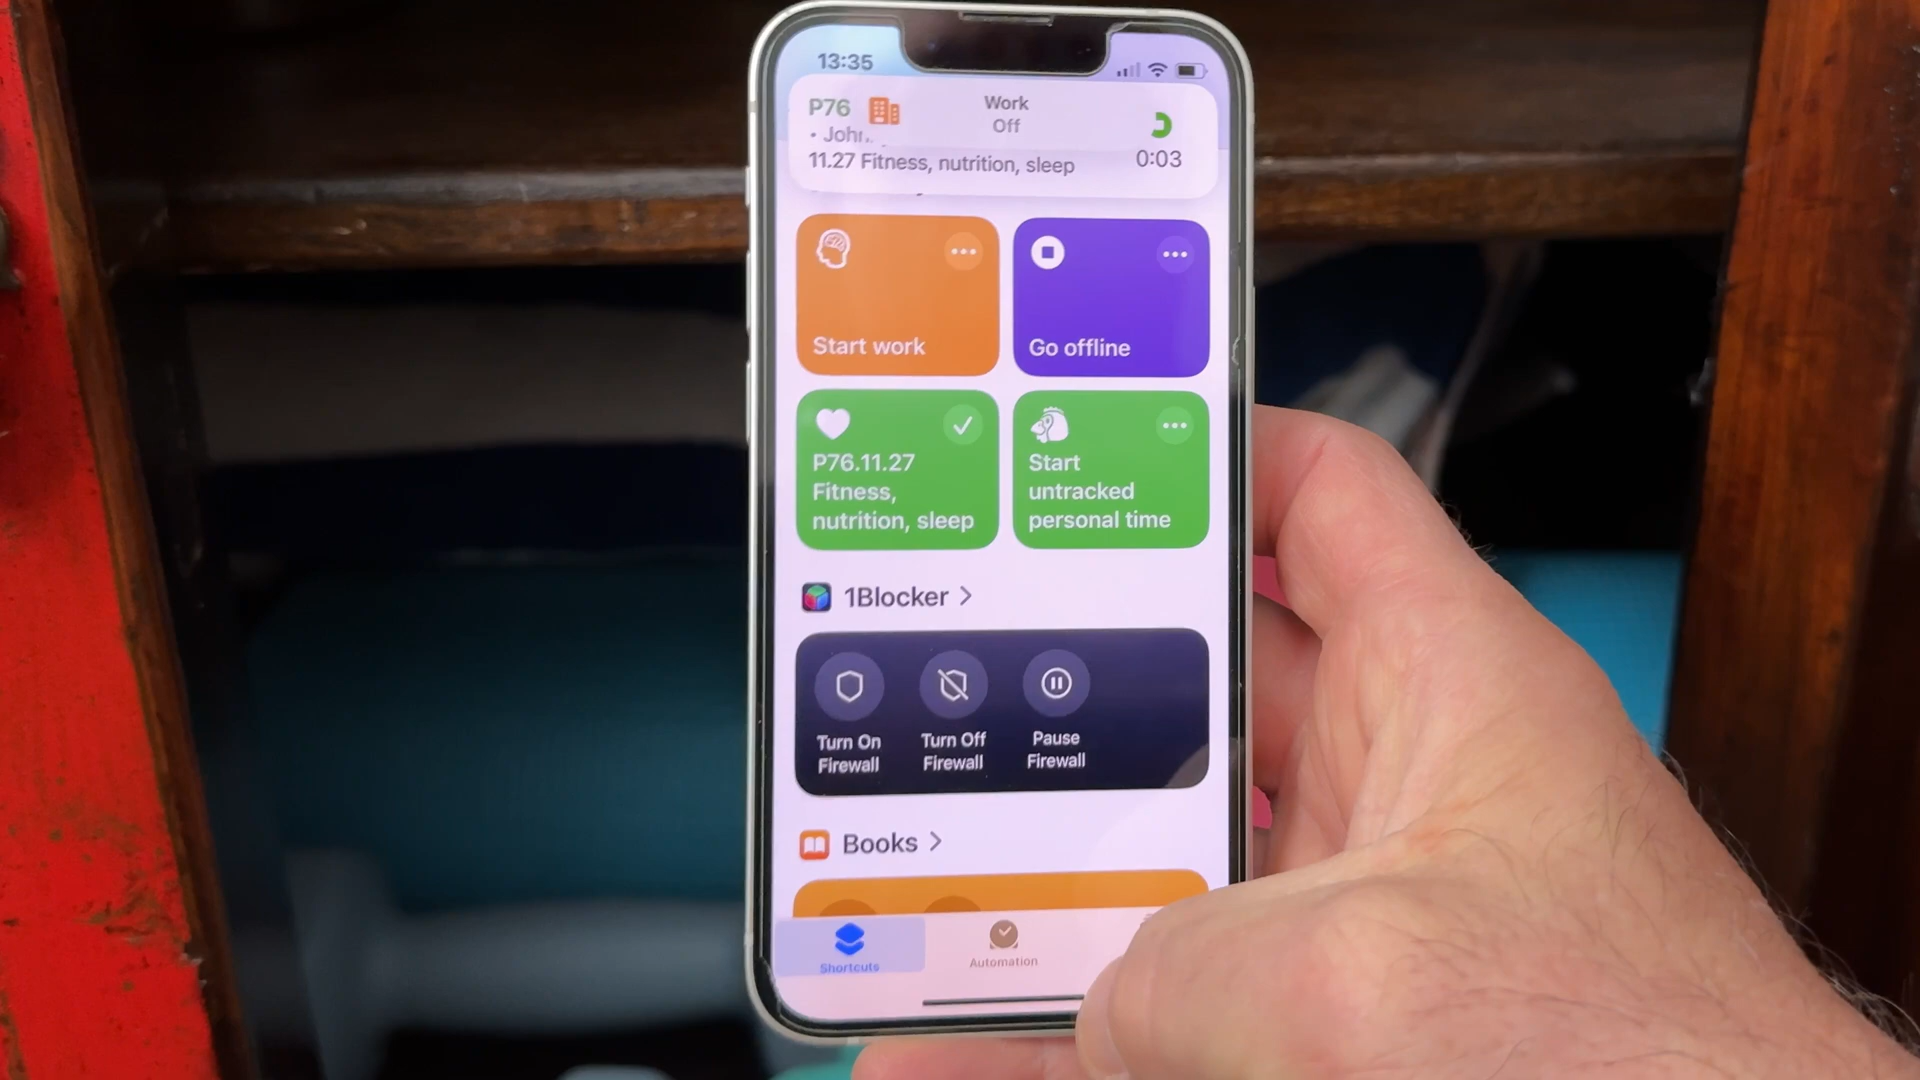 13:35
P76
Work
Off
• John
11.27 Fitness, nutrition, sleep
0:03
Start work
Go offline
P76.11.27
Fitness,
nutrition, sleep
Start
untracked
personal time
1Blocker >
Turn On
Firewall
Turn Off
Firewall
Pause
Firewall
Books >
Shortcuts
Automation